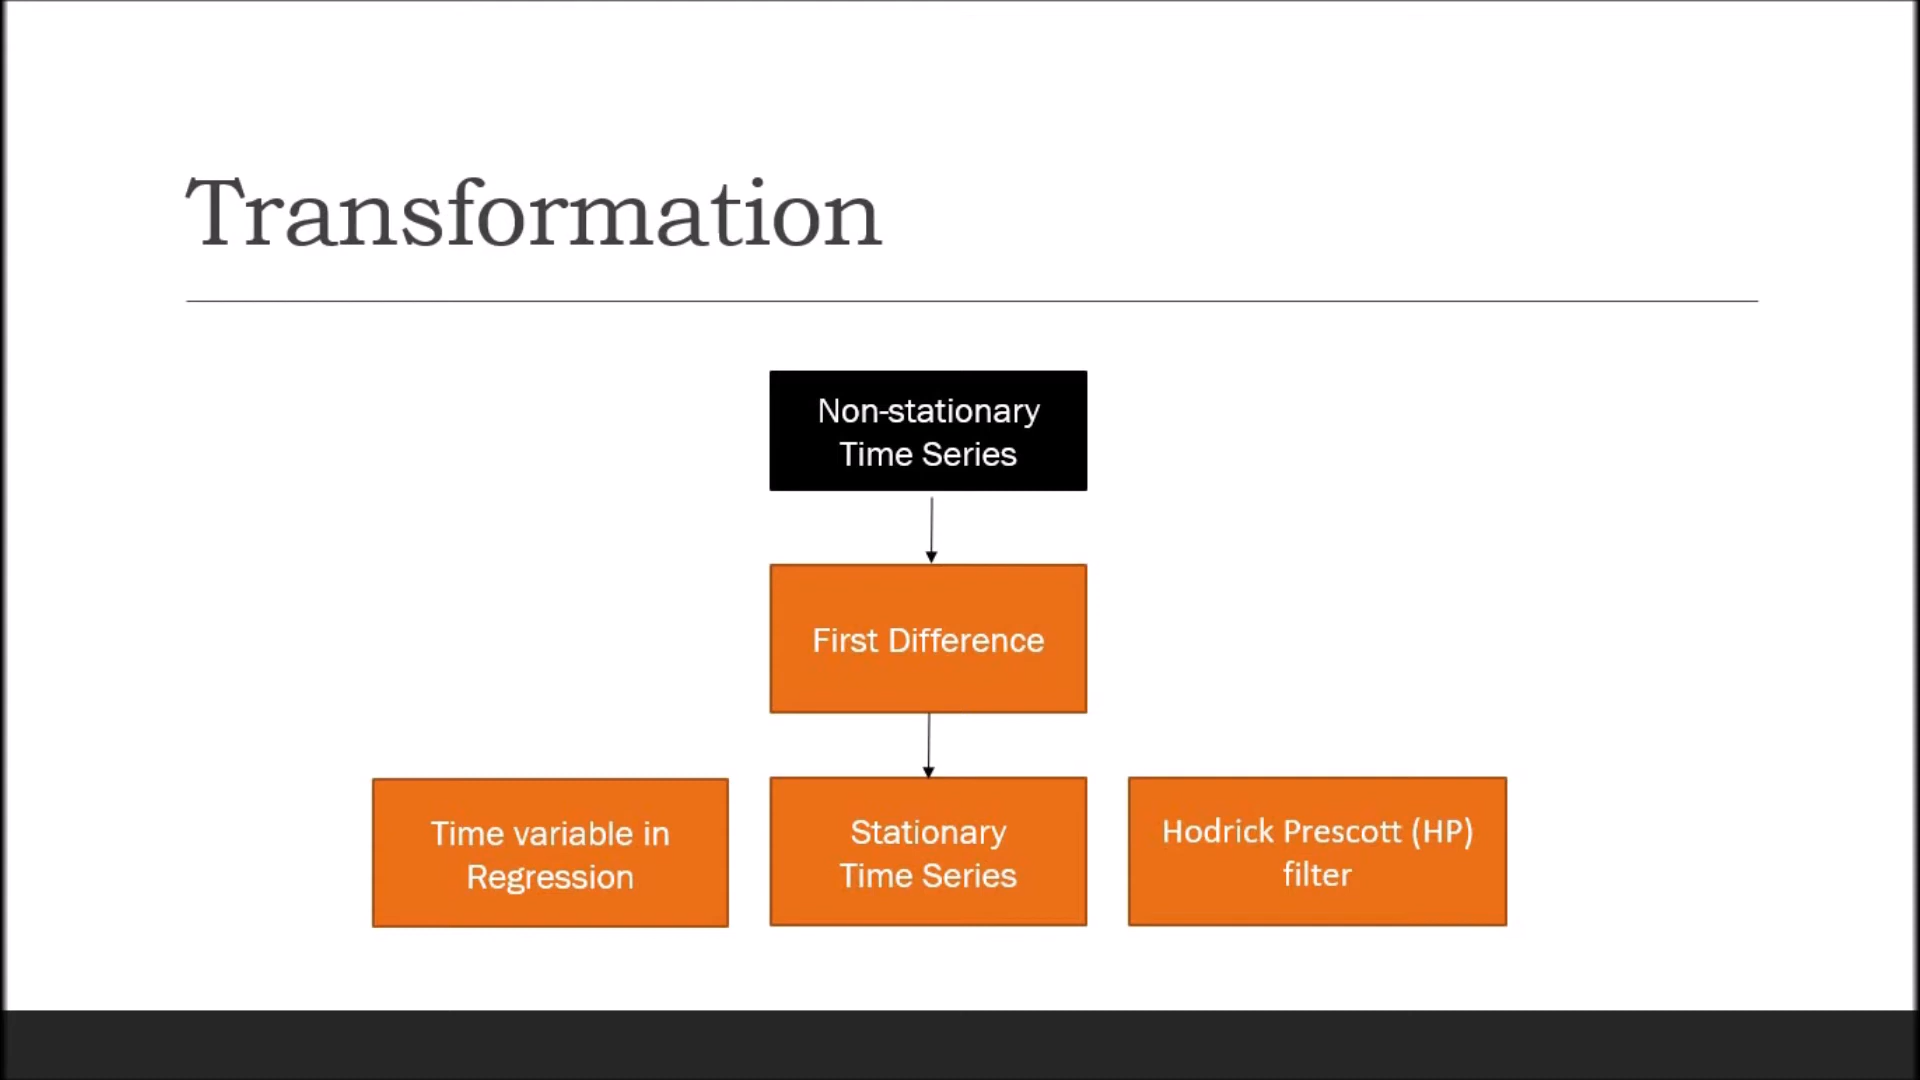 Transformation
Non-stationary
Time Series
First Difference
Time variable in
Regression
Stationary
Time Series
Hodrick Prescott (HP)
filter